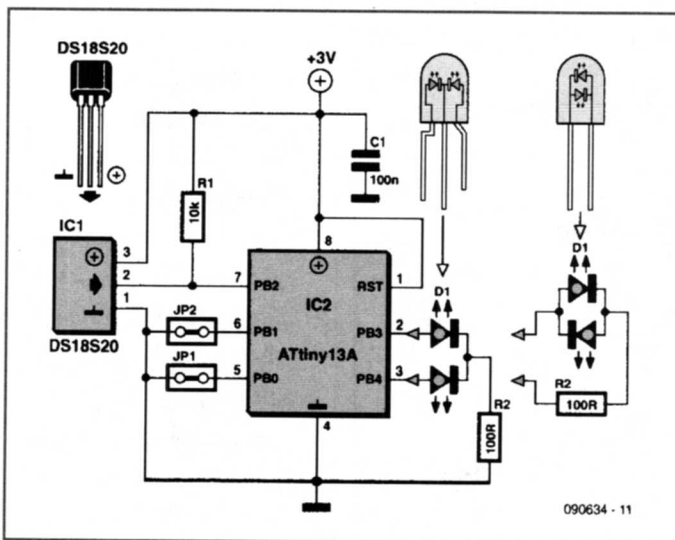 DS18S20
+3V
C1
100n
R1
10k
IC1
3
2
1
DS18S20
JP2
JP1
8
7
PB2
RST
1
IC2
6
PB1
PB3
2
ATtiny13A
5
PB0
PB4
3
4
D1
R2
100R
D1
R2
100R
090634 - 11